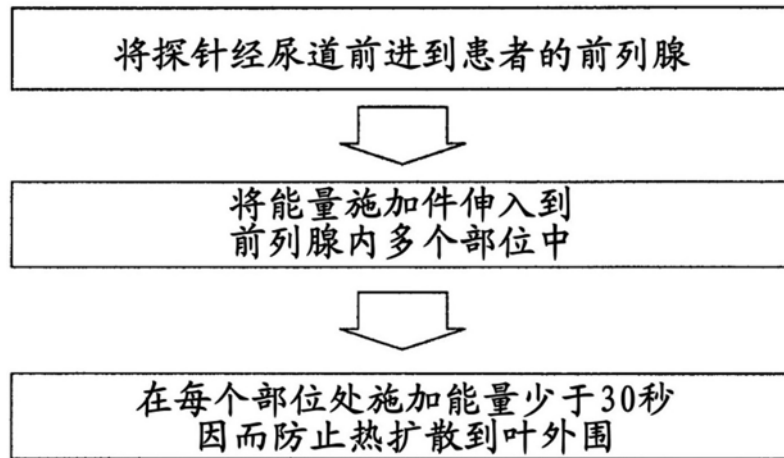 将探针经尿道前进到患者的前列腺
将能量施加件伸入到
前列腺内多个部位中
在每个部位处施加能量少于30秒
因而防止热扩散到叶外围